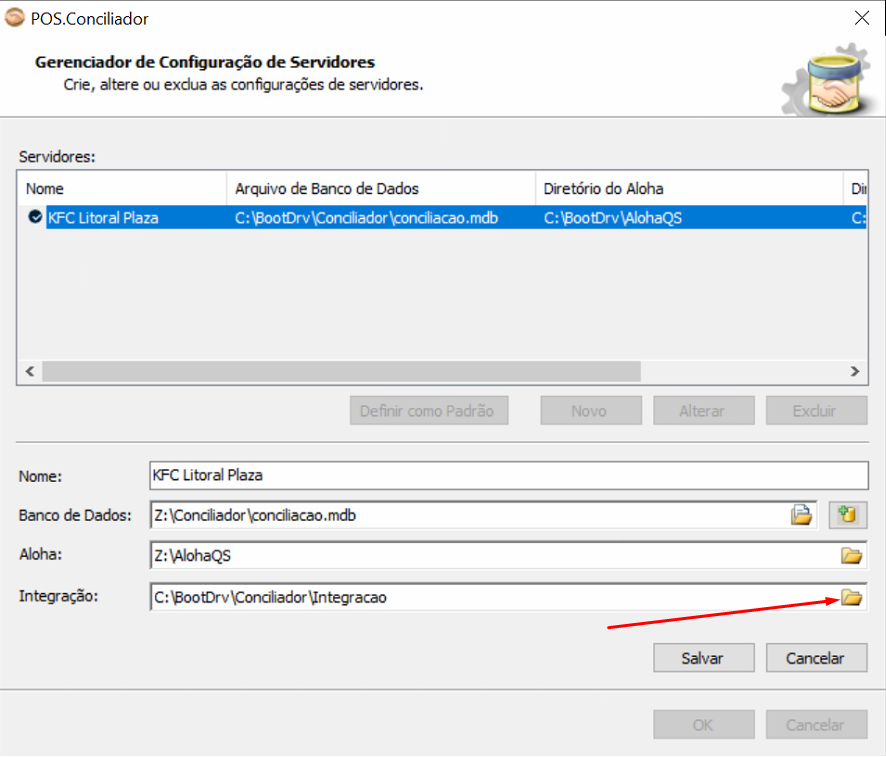 POS.Conciliador
Gerenciador de Configuração de Servidores
Crie, altere ou exclua as configurações de servidores.
Servidores:
Nome Arquivo de Banco de Dados Diretório do Aloha Di
KFC Litoral Plaza C:\BootDrv\Conciliador\conciliacao.mdb C:\BootDrv\AlohaQS C:
Definir como Padrão Novo Alterar Excluir
Nome: KFC Litoral Plaza
Banco de Dados: Z:\Conciliador\conciliacao.mdb
Aloha: Z:\AlohaQS
Integração: C:\BootDrv\Conciliador\Integracao
Salvar Cancelar
OK Cancelar